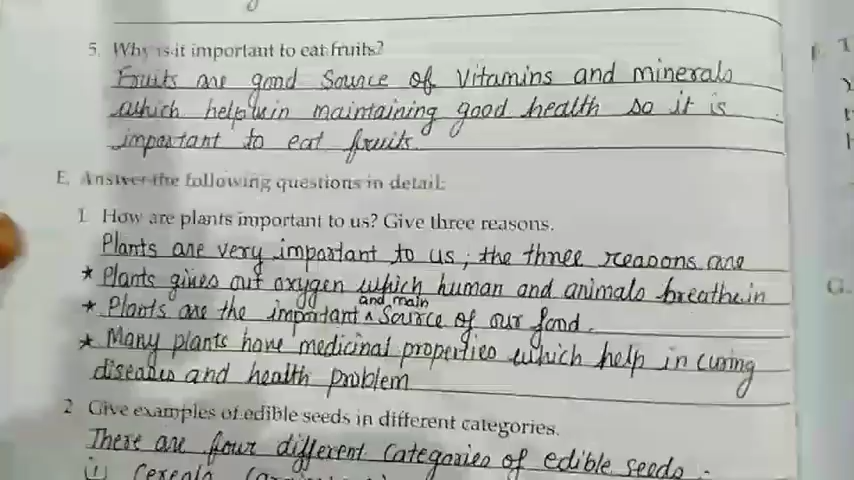 5. Why is it important to eat fruits?
Fruits are good Source of Vitamins and minerals
which help in maintaining good health so it is
important to eat fruits.
E. Answer the following questions in detail:
1. How are plants important to us? Give three reasons.
Plants are very important to us, the three reasons are
* Plants gives out oxygen which human and animals breathe in
and main
* Plants are the important ^ Source of our food.
* Many plants have medicinal properties which help in curing
diseases and health problem
2 Give examples of edible seeds in different categories.
There are four different Categories of edible seeds.
(i) Cereals
G.